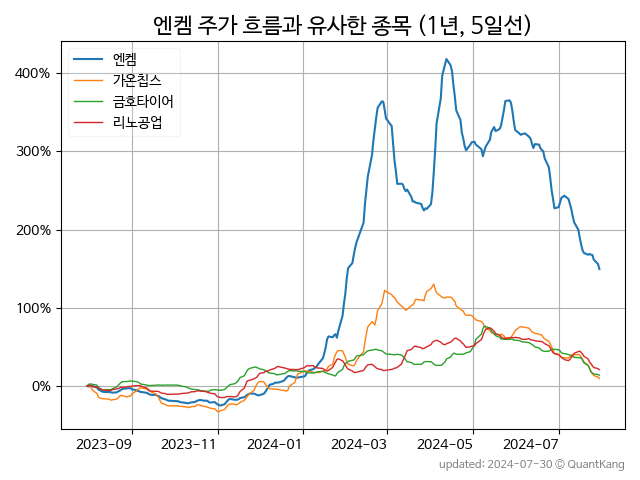 엔켐 주가 흐름과 유사한 종목 (1년, 5일선)
엔켐
가온칩스
금호타이어
리노공업
400%
300%
200%
100%
0%
2023-09
2023-11
2024-01
2024-03
2024-05
2024-07
updated: 2024-07-30 © QuantKang